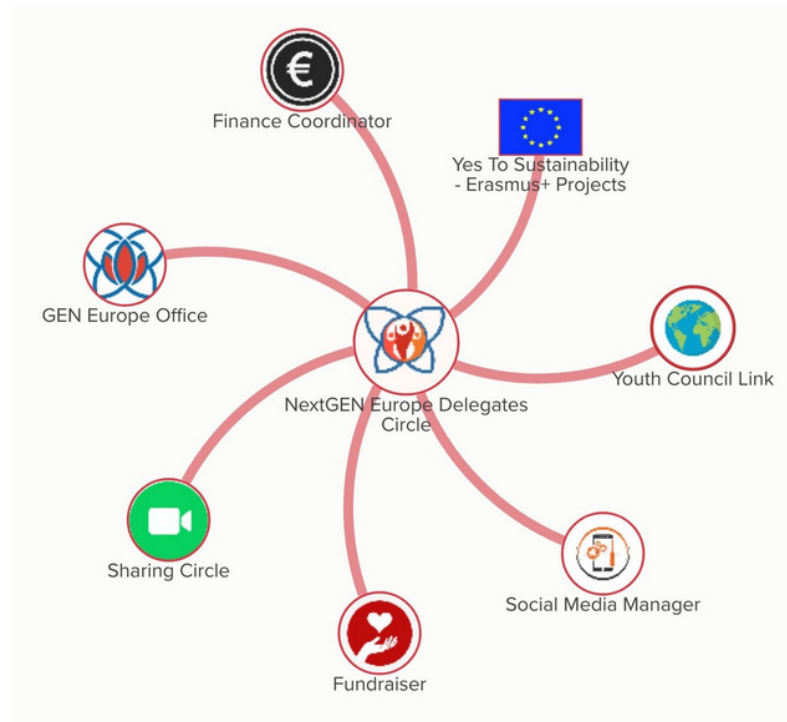 Finance Coordinator
Yes To Sustainability
- Erasmus+ Projects
GEN Europe Office
Youth Council Link
NextGEN Europe Delegates
Circle
Sharing Circle
Social Media Manager
Fundraiser